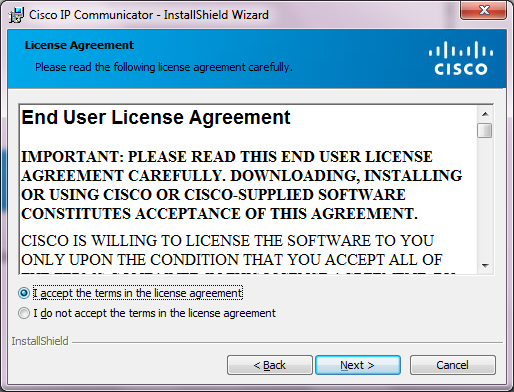 Cisco IP Communicator - InstallShield Wizard
License Agreement
Please read the following license agreement carefully.
CISCO
End User License Agreement
IMPORTANT: PLEASE READ THIS END USER LICENSE
AGREEMENT CAREFULLY. DOWNLOADING, INSTALLING
OR USING CISCO OR CISCO-SUPPLIED SOFTWARE
CONSTITUTES ACCEPTANCE OF THIS AGREEMENT.
CISCO IS WILLING TO LICENSE THE SOFTWARE TO YOU
ONLY UPON THE CONDITION THAT YOU ACCEPT ALL OF
I accept the terms in the license agreement
I do not accept the terms in the license agreement
InstallShield
< Back
Next >
Cancel